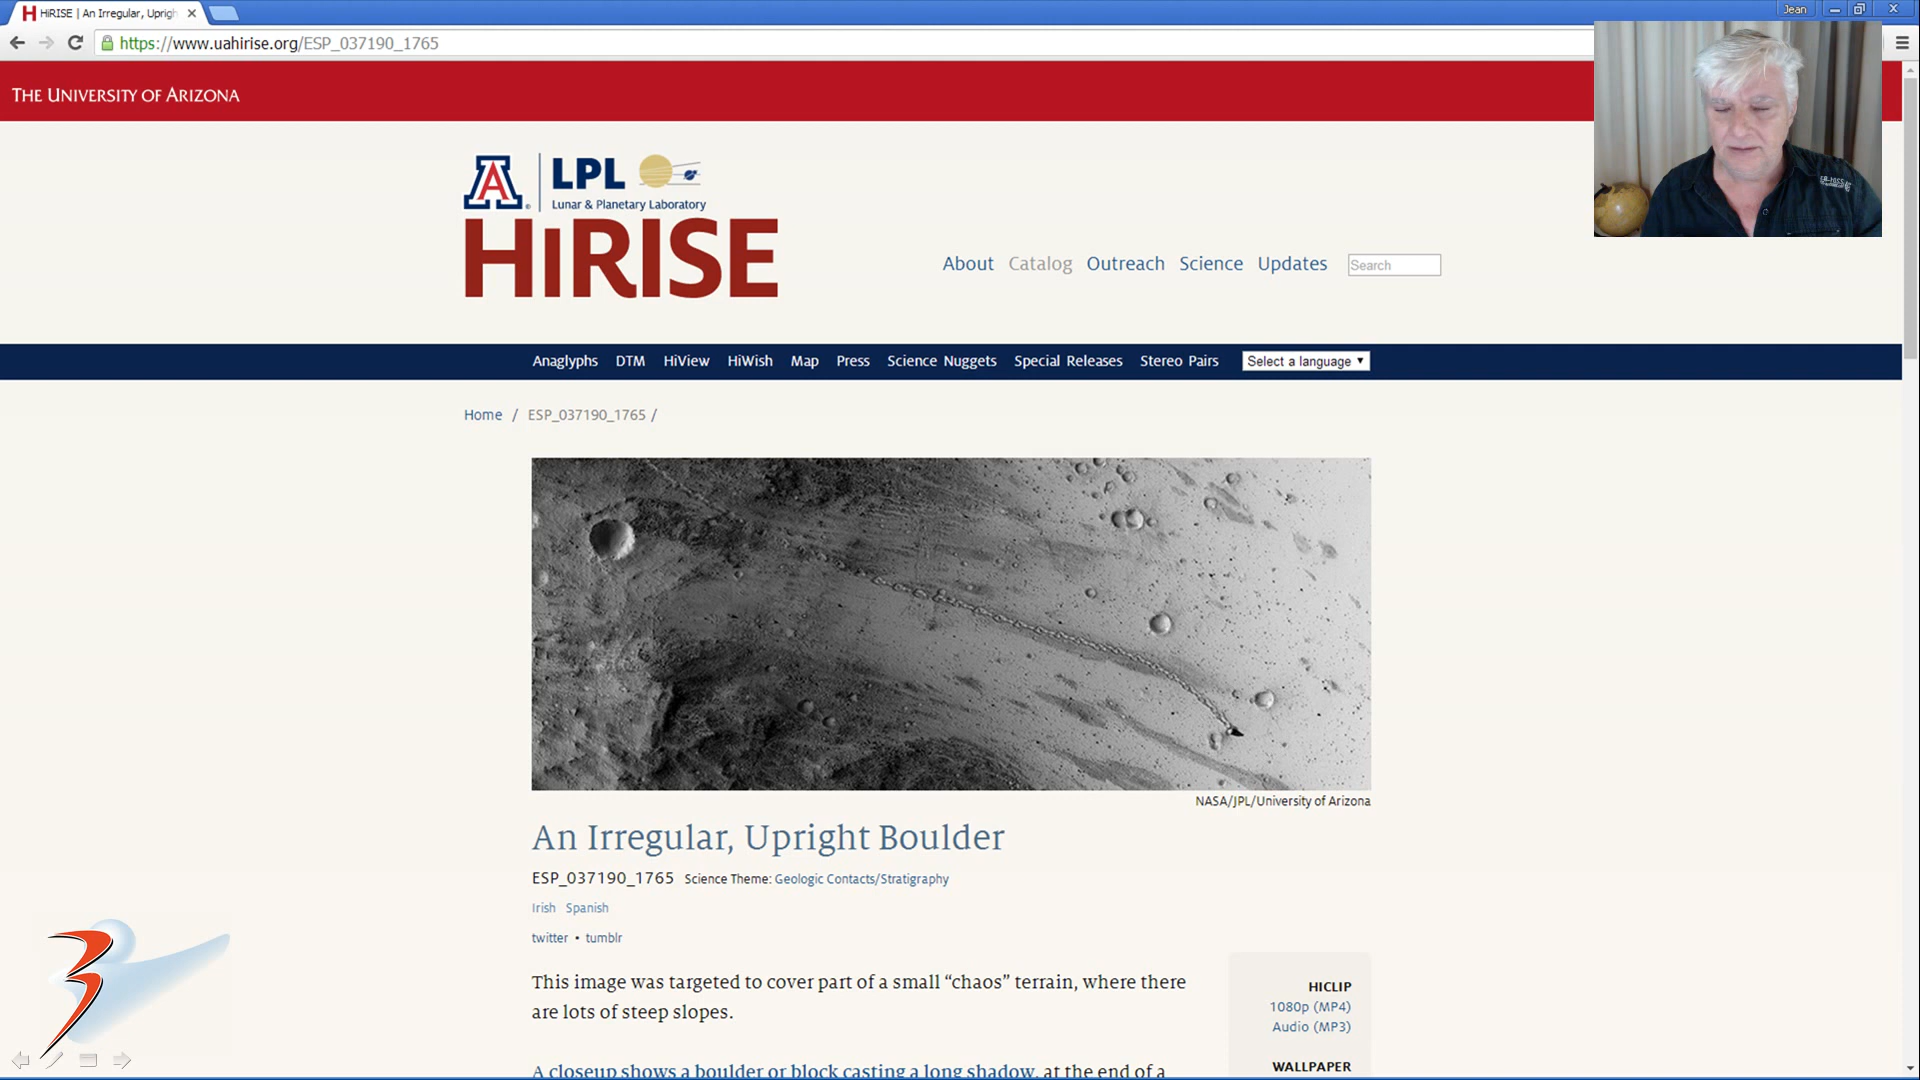 HiRISE | An Irregular, Uprigh
Jean
https://www.uahirise.org/ESP_037190_1765
THE UNIVERSITY OF ARIZONA
A LPL
Lunar & Planetary Laboratory
HiRISE
About Catalog Outreach Science Updates Search
Anaglyphs DTM HiView HiWish Map Press Science Nuggets Special Releases Stereo Pairs Select a language
Home / ESP_037190_1765 /
NASA/JPL/University of Arizona
An Irregular, Upright Boulder
ESP_037190_1765 Science Theme: Geologic Contacts/Stratigraphy
Irish Spanish
twitter • tumblr
This image was targeted to cover part of a small “chaos” terrain, where there
are lots of steep slopes.
A closeup shows a boulder or block casting a long shadow, at the end of a
HICLIP
1080p (MP4)
Audio (MP3)
WALLPAPER